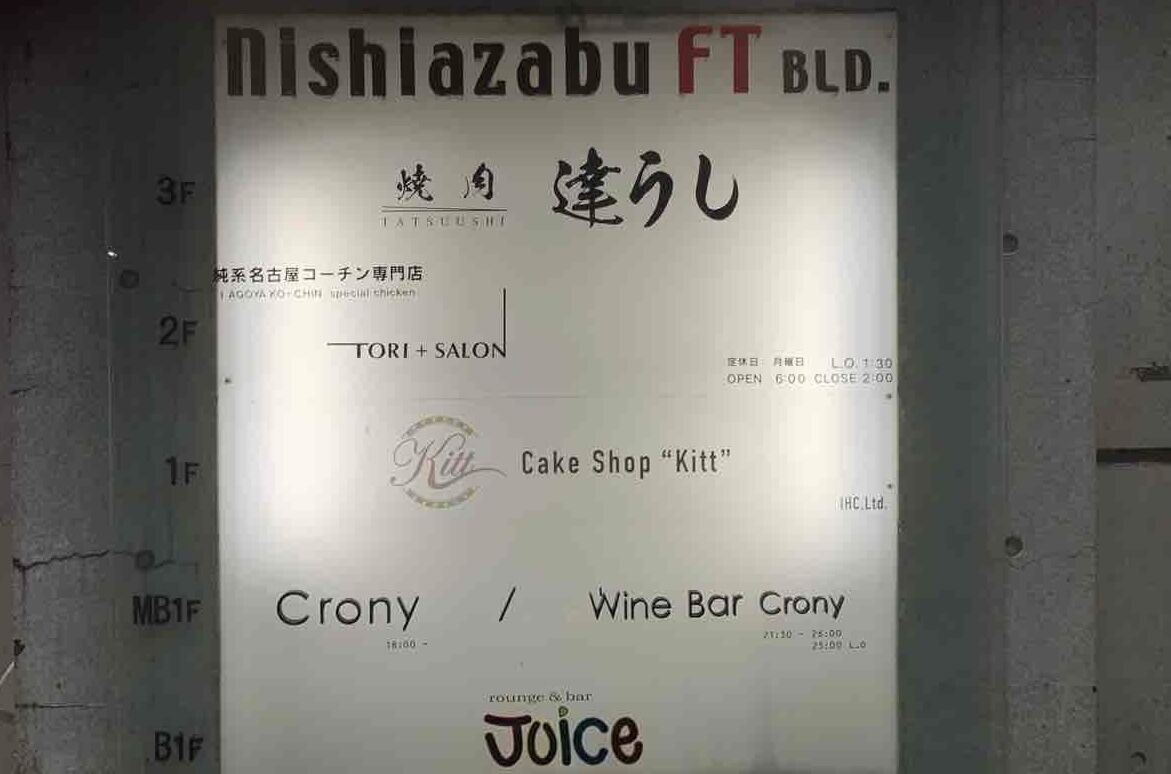 nishiazabu FT BLD.
3F 焼肉 達うし
TATSUUSHI
純系名古屋コーチン専門店
AGOYA KO-CHIN special chicken
2F TORI + SALON
定休日 月曜日 L.O. 1:30
OPEN 6:00 CLOSE 2:00
1F Kitt Cake Shop “Kitt”
IHC.Ltd.
MB1F Crony / Wine Bar Crony
18:00 - 21:30 - 26:00
25:00 L.O
rounge & bar
B1F Juice